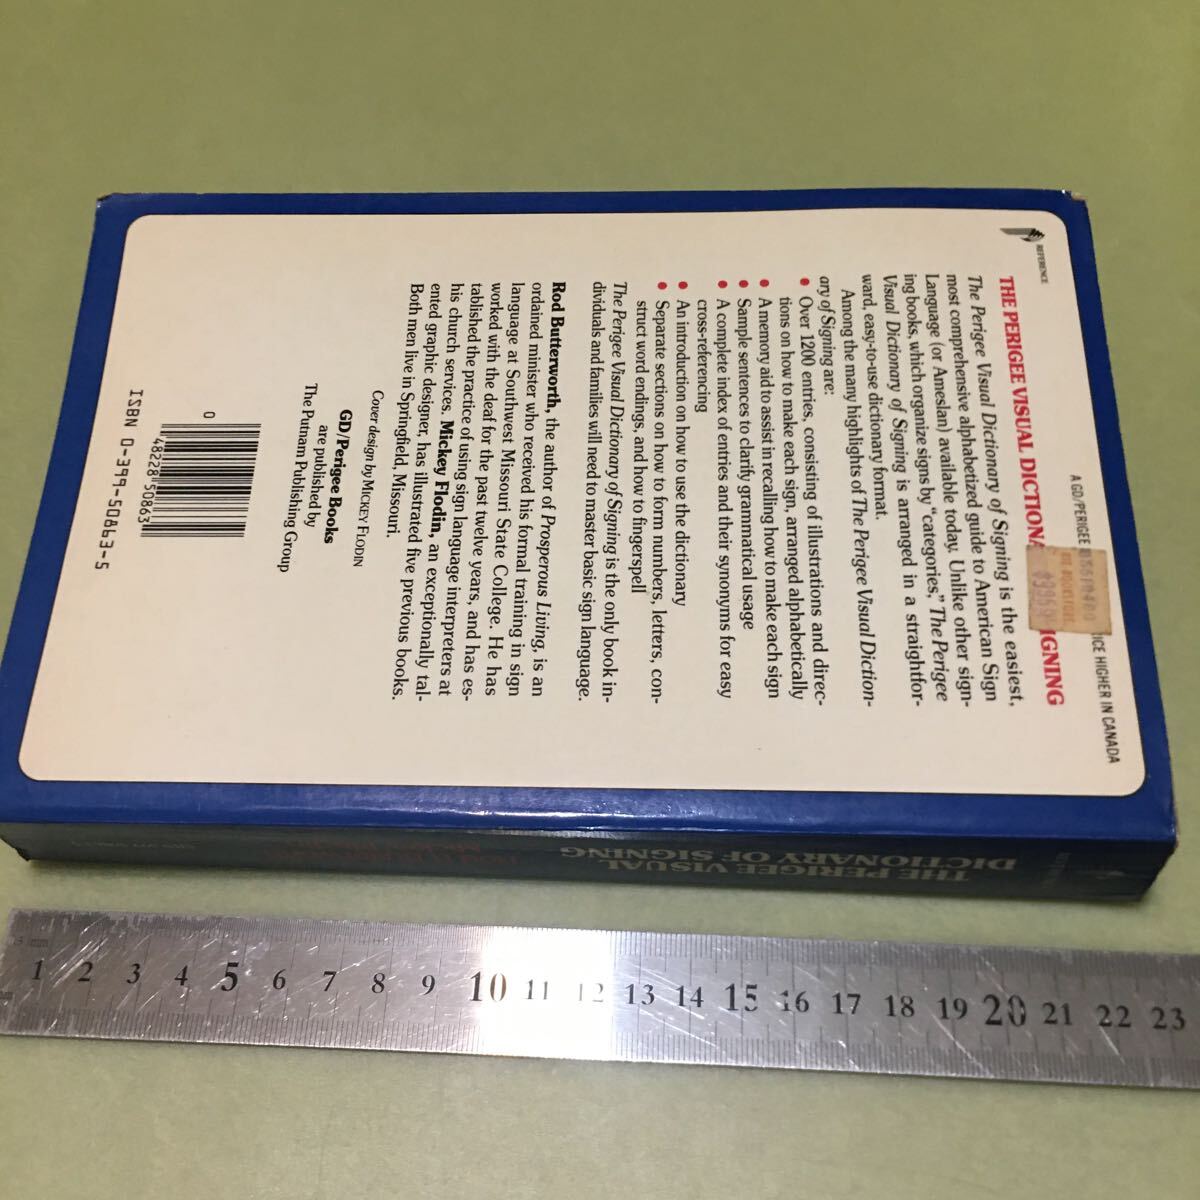 REFERENCE
A GD/PERIGEE
ICE HIGHER IN CANADA
THE PERIGEE VISUAL DICTIONA IGNING
The Perigee Visual Dictionary of Signing is the easiest,
most comprehensive alphabetized guide to American Sign
Language (or Ameslan) available today. Unlike other sign-
ing books, which organize signs by “categories,” The Perigee
Visual Dictionary of Signing is arranged in a straightfor-
ward, easy-to-use dictionary format.
Among the many highlights of The Perigee Visual Diction-
ary of Signing are:
• Over 1200 entries, consisting of illustrations and direc-
tions on how to make each sign, arranged alphabetically
• A memory aid to assist in recalling how to make each sign
• Sample sentences to clarify grammatical usage
• A complete index of entries and their synonyms for easy
cross-referencing
• An introduction on how to use the dictionary
• Separate sections on how to form numbers, letters, con-
struct word endings, and how to fingerspell
The Perigee Visual Dictionary of Signing is the only book in-
dividuals and families will need to master basic sign language.
Rod Butterworth, the author of Prosperous Living, is an
ordained minister who received his formal training in sign
language at Southwest Missouri State College. He has
worked with the deaf for the past twelve years, and has es-
tablished the practice of using sign language interpreters at
his church services. Mickey Flodin, an exceptionally tal-
ented graphic designer, has illustrated five previous books.
Both men live in Springfield, Missouri.
Cover design by MICKEY FLODIN
GD/Perigee Books
are published by
The Putnam Publishing Group
0 48228 50863
ISBN 0-399-50863-5
THE PERIGEE VISUAL
DICTIONARY OF SIGNING
1 2 3 4 5 6 7 8 9 10 11 12 13 14 15 16 17 18 19 20 21 22 23